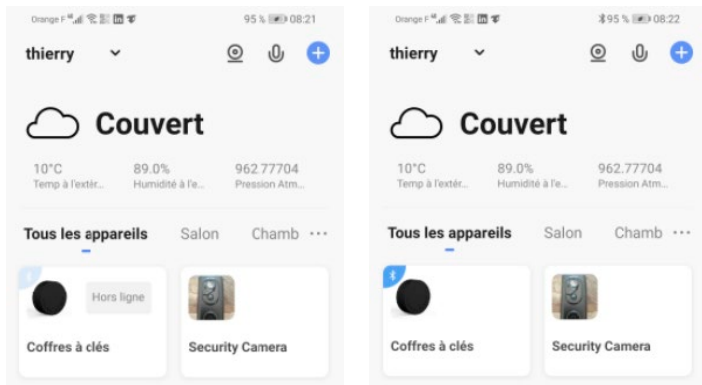 Orange F 95 % 08:21
thierry
Couvert
10°C 89.0% 962.77704
Temp à l'extér... Humidité à l'e... Pression Atm...
Tous les appareils Salon Chamb ...
Hors ligne
Coffres à clés Security Camera
Orange F 95 % 08:22
thierry
Couvert
10°C 89.0% 962.77704
Temp à l'extér... Humidité à l'e... Pression Atm...
Tous les appareils Salon Chamb ...
Coffres à clés Security Camera